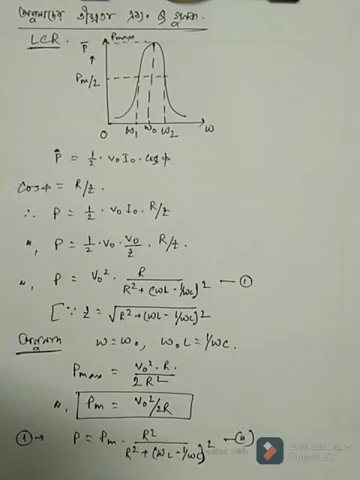 অনুনাদের তীক্ষ্ণতা এবং Q গুণক.
LCR.
P̄ Pmax
Pm/2
O ω₁ ω₀ ω₂ ω
P̄ = 1/2 · V₀ I₀ · cosφ
Cosφ = R/Z.
∴ P = 1/2 · V₀ I₀ · R/Z
", P = 1/2 · V₀ · V₀/Z · R/Z.
", P = V₀² · R / R² + (ωL - 1/ωC)² — ①
[∵ Z = √R² + (ωL - 1/ωC)²
অনুনাদে ω = ω₀, ω₀L = 1/ωC.
Pmax = V₀² · R. / 2R²
", Pm = V₀²/2R
① → P = Pm · R² / R² + (ωL - 1/ωC)² —